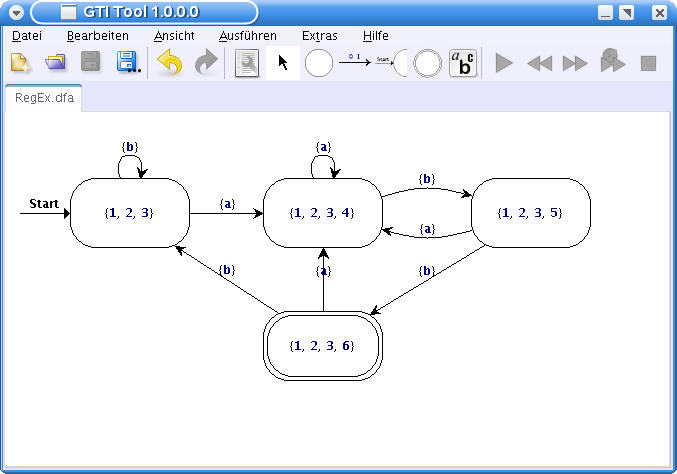 GTI Tool 1.0.0.0
Datei Bearbeiten Ansicht Ausführen Extras Hilfe
0 1 Start a b c
RegEx.dfa
{b} {a}
{b}
Start {1, 2, 3} {a} {1, 2, 3, 4} {1, 2, 3, 5}
{a}
{b} {a} {b}
{1, 2, 3, 6}